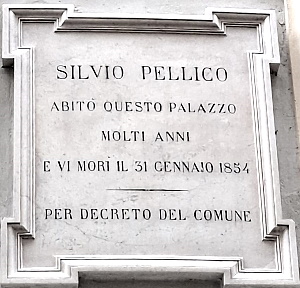 SILVIO PELLICO
ABITÒ QUESTO PALAZZO
MOLTI ANNI
E VI MORÌ IL 31 GENNAIO 1854
PER DECRETO DEL COMUNE